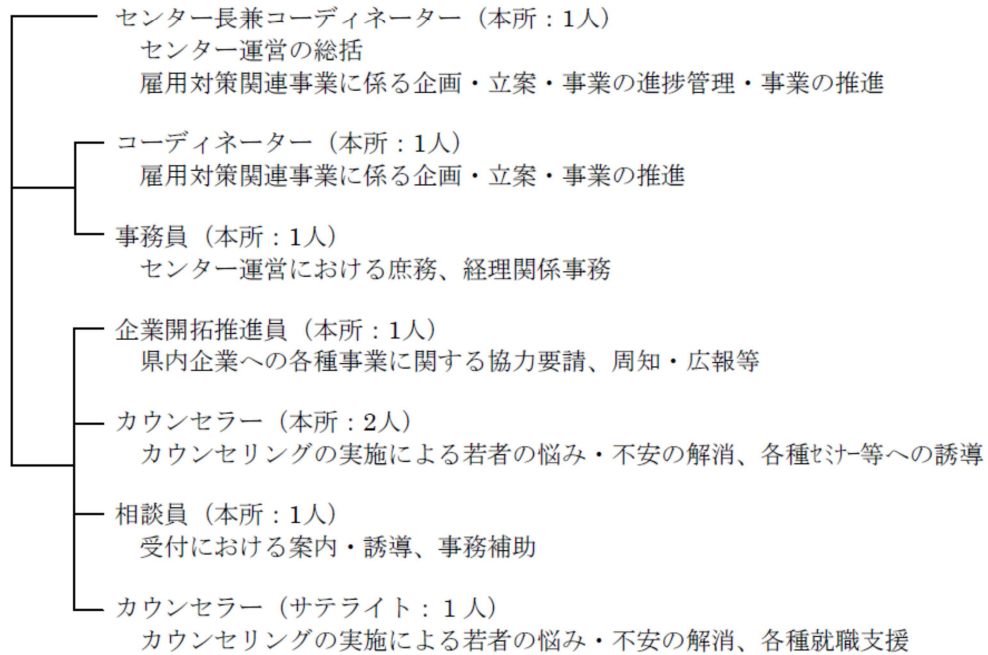 センター長兼コーディネーター（本所：1人）
センター運営の総括
雇用対策関連事業に係る企画・立案・事業の進捗管理・事業の推進
コーディネーター（本所：1人）
雇用対策関連事業に係る企画・立案・事業の推進
事務員（本所：1人）
センター運営における庶務、経理関係事務
企業開拓推進員（本所：1人）
県内企業への各種事業に関する協力要請、周知・広報等
カウンセラー（本所：2人）
カウンセリングの実施による若者の悩み・不安の解消、各種ｾﾐﾅｰ等への誘導
相談員（本所：1人）
受付における案内・誘導、事務補助
カウンセラー（サテライト：１人）
カウンセリングの実施による若者の悩み・不安の解消、各種就職支援